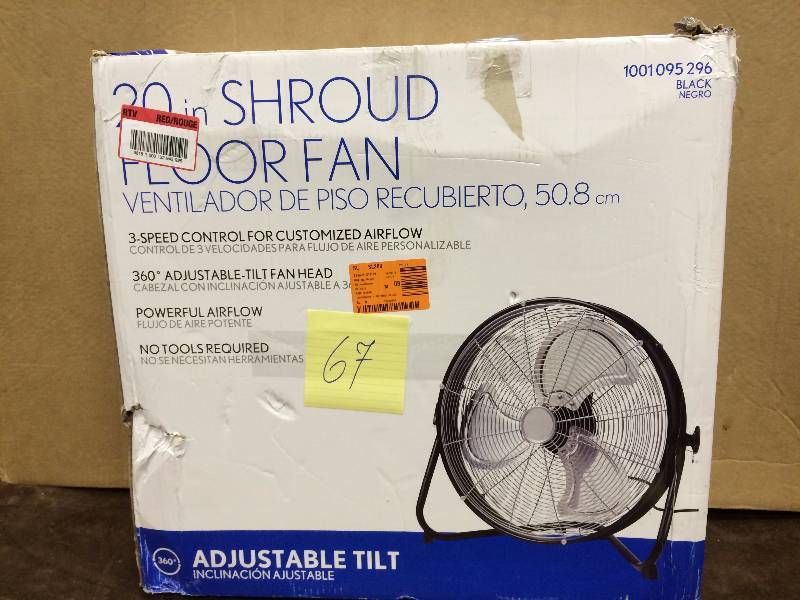 20 in SHROUD
FLOOR FAN
VENTILADOR DE PISO RECUBIERTO, 50.8 cm
1001 095 296
BLACK
NEGRO
RTV RED/ROUGE
3-SPEED CONTROL FOR CUSTOMIZED AIRFLOW
CONTROL DE 3 VELOCIDADES PARA FLUJO DE AIRE PERSONALIZABLE
360° ADJUSTABLE-TILT FAN HEAD
CABEZAL CON INCLINACIÓN AJUSTABLE A
POWERFUL AIRFLOW
FLUJO DE AIRE POTENTE
NO TOOLS REQUIRED
NO SE NECESITAN HERRAMIENTAS
67
360°
ADJUSTABLE TILT
INCLINACIÓN AJUSTABLE